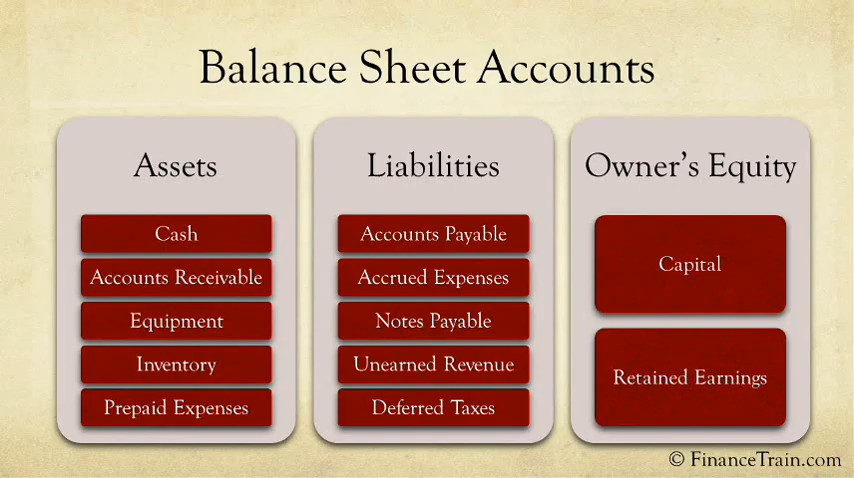 Balance Sheet Accounts
Assets
Cash
Accounts Receivable
Equipment
Inventory
Prepaid Expenses
Liabilities
Accounts Payable
Accrued Expenses
Notes Payable
Unearned Revenue
Deferred Taxes
Owner's Equity
Capital
Retained Earnings
© FinanceTrain.com